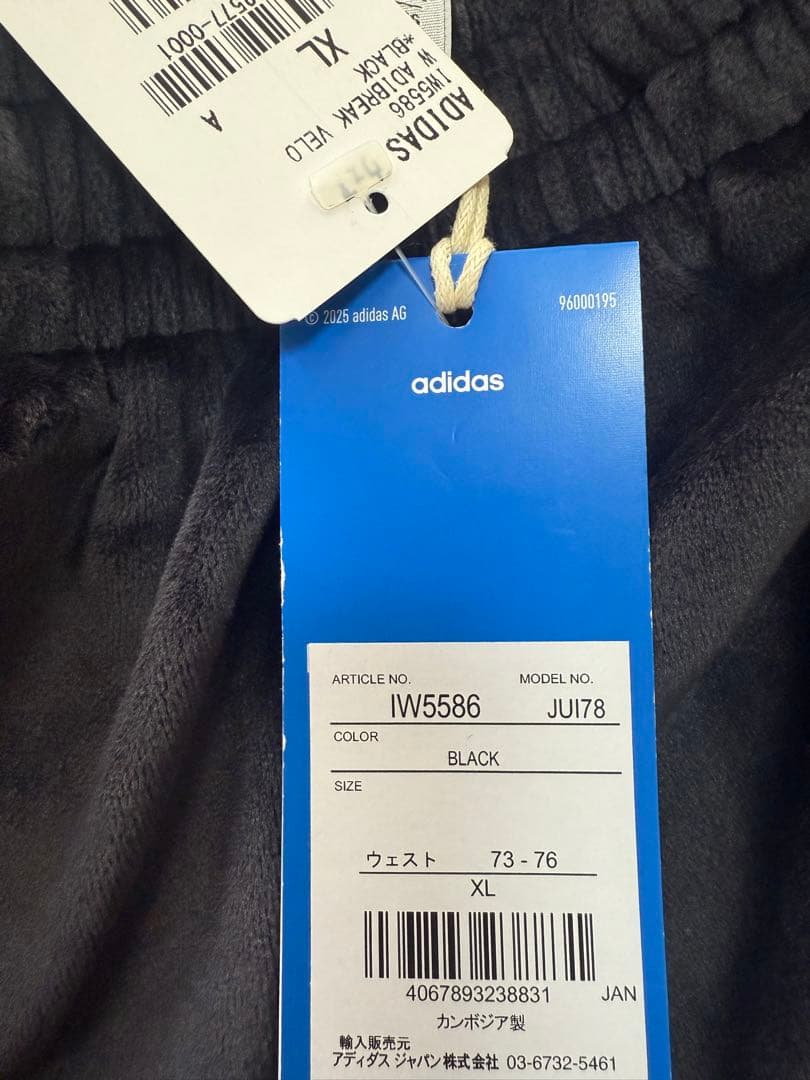 577-0001
XL
*BLACK
W ADIBREAK VELO
IW5586
ADIDAS
A
© 2025 adidas AG
96000195
adidas
ARTICLE NO. MODEL NO.
IW5586 JUI78
COLOR
BLACK
SIZE
ウェスト 73 - 76
XL
4067893238831 JAN
カンボジア製
輸入販売元
アディダス ジャパン株式会社 03-6732-5461